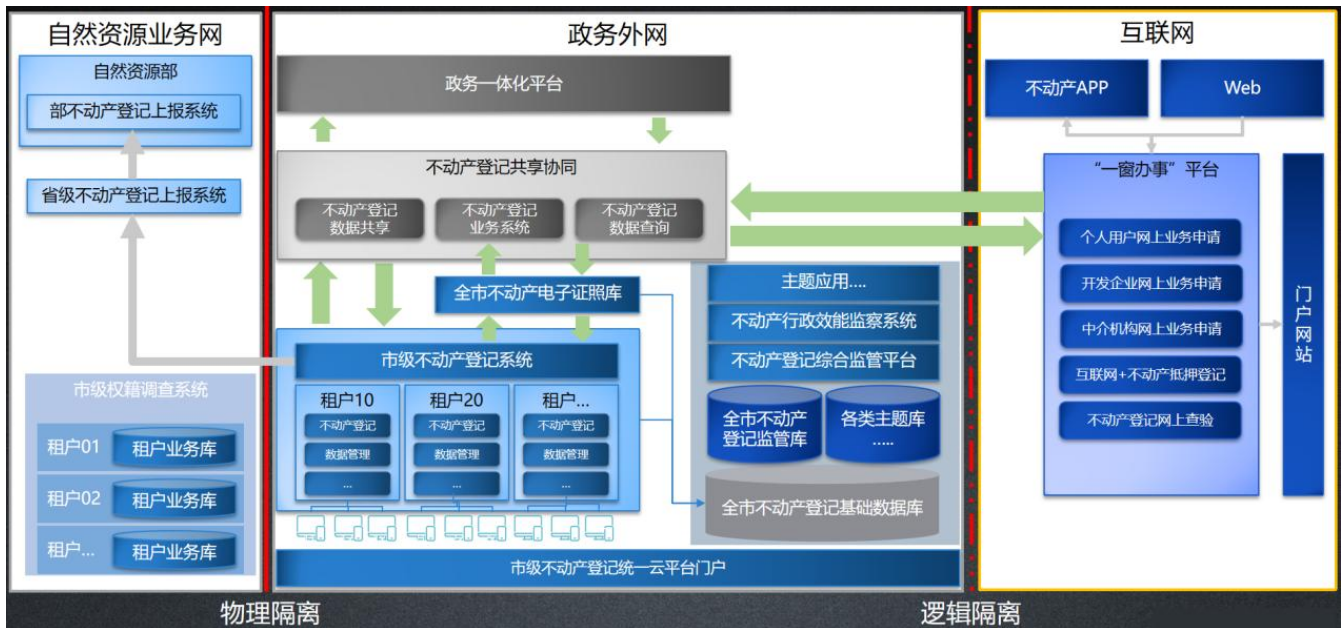 自然资源业务网
自然资源部
部不动产登记上报系统
省级不动产登记上报系统
市级权籍调查系统
租户01
租户业务库
租户02
租户业务库
租户...
租户业务库
政务外网
政务一体化平台
不动产登记共享协同
不动产登记
数据共享
不动产登记
业务系统
不动产登记
数据查询
全市不动产电子证照库
市级不动产登记系统
租户10
不动产登记
数据管理
...
租户20
不动产登记
数据管理
...
租户...
不动产登记
数据管理
...
主题应用....
不动产行政效能监察系统
不动产登记综合监管平台
全市不动产
登记监管库
各类主题库
.....
全市不动产登记基础数据库
市级不动产登记统一云平台门户
互联网
不动产APP
Web
“一窗办事”平台
个人用户网上业务申请
开发企业网上业务申请
中介机构网上业务申请
互联网+不动产抵押登记
不动产登记网上查验
门户网站
物理隔离
逻辑隔离